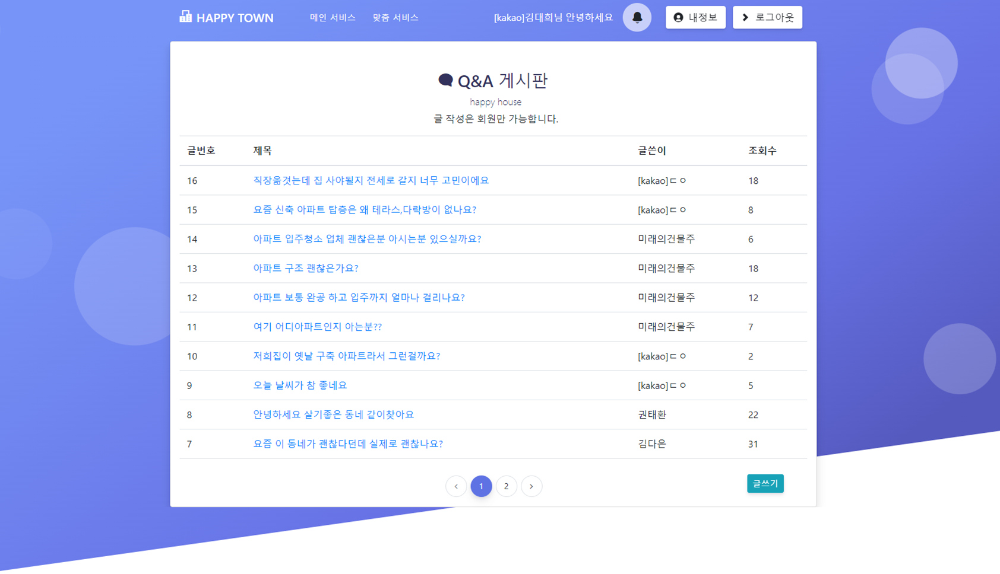 HAPPY TOWN 메인 서비스 맞춤 서비스 [kakao]김대희님 안녕하세요 내정보 로그아웃
Q&A 게시판
happy house
글 작성은 회원만 가능합니다.
글번호 제목 글쓴이 조회수
16 직장옮겻는데 집 사야될지 전세로 갈지 너무 고민이에요 [kakao]ㄷㅇ 18
15 요즘 신축 아파트 탑층은 왜 테라스,다락방이 없나요? [kakao]ㄷㅇ 8
14 아파트 입주청소 업체 괜찮은분 아시는분 있으실까요? 미래의건물주 6
13 아파트 구조 괜찮은가요? 미래의건물주 18
12 아파트 보통 완공 하고 입주까지 얼마나 걸리나요? 미래의건물주 12
11 여기 어디아파트인지 아는분?? 미래의건물주 7
10 저희집이 옛날 구축 아파트라서 그런걸까요? [kakao]ㄷㅇ 2
9 오늘 날씨가 참 좋네요 [kakao]ㄷㅇ 5
8 안녕하세요 살기좋은 동네 같이찾아요 권태환 22
7 요즘 이 동네가 괜찮다던데 실제로 괜찮나요? 김다은 31
‹ 1 2 › 글쓰기